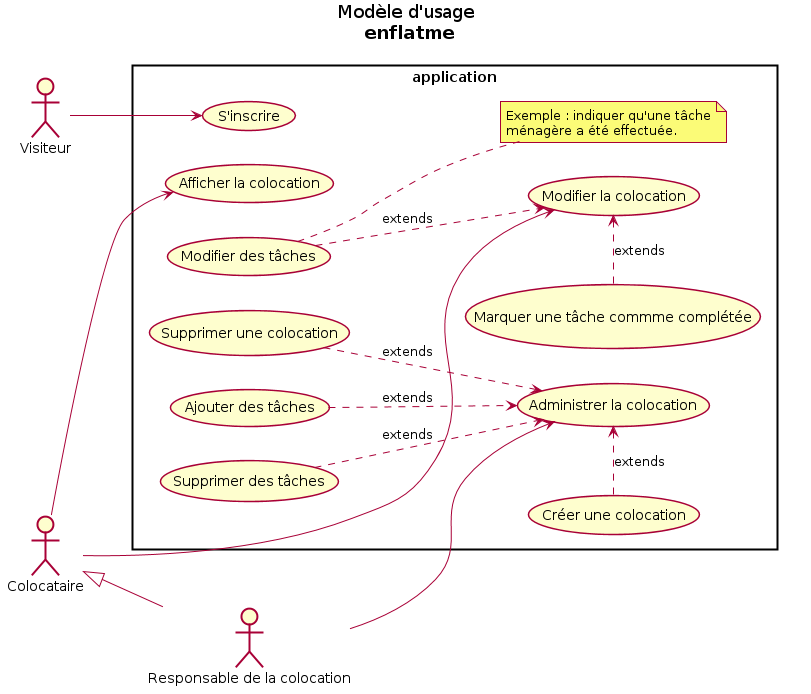 Modèle d'usage
enflatme
application
Visiteur
S'inscrire
Exemple : indiquer qu'une tâche
ménagère a été effectuée.
Afficher la colocation
Modifier la colocation
extends
Modifier des tâches
extends
Marquer une tâche commme complétée
Supprimer une colocation
extends
Ajouter des tâches
extends
Administrer la colocation
extends
Supprimer des tâches
extends
Créer une colocation
Colocataire
Responsable de la colocation